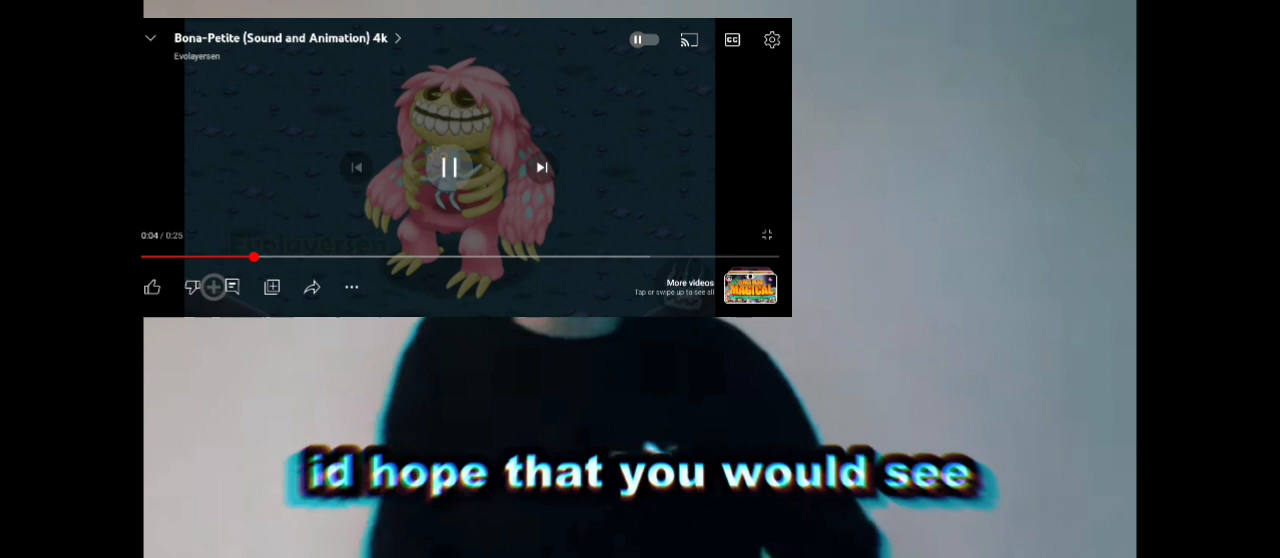 Bona-Petite (Sound and Animation) 4k
Evolayersen
0:04 / 0:25
More videos
Tap or swipe up to see all
MAGICAL
id hope that you would see